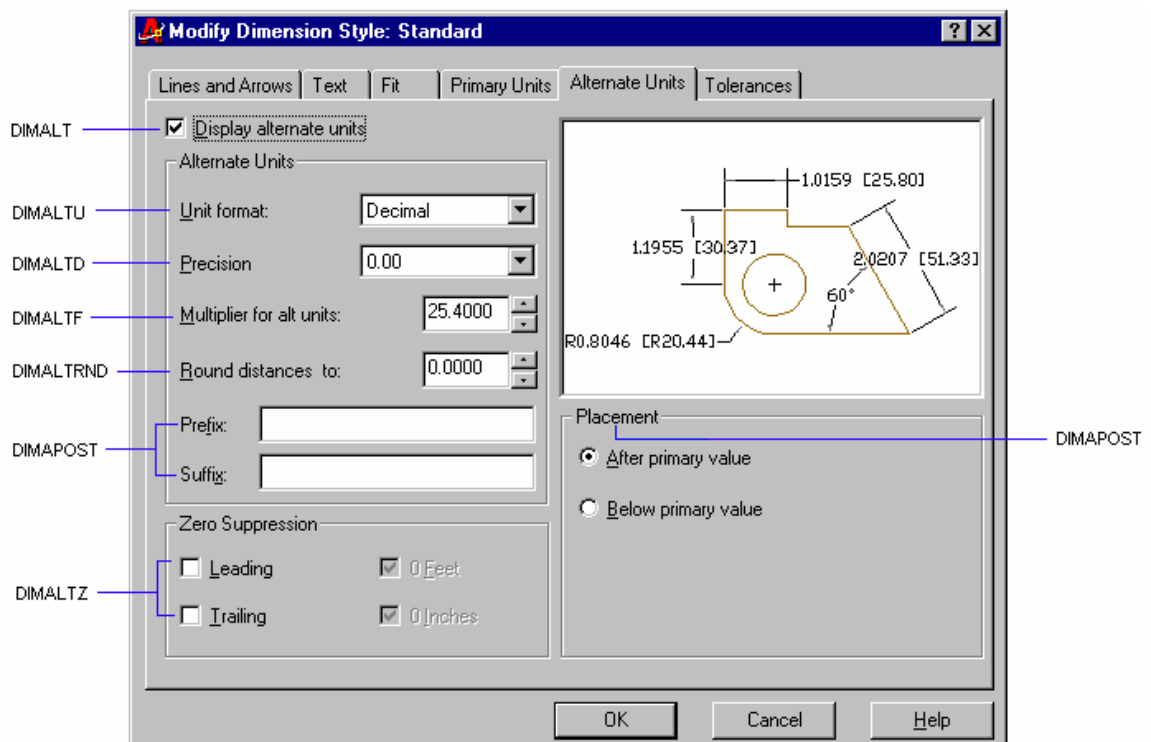 Modify Dimension Style: Standard
Lines and Arrows Text Fit Primary Units Alternate Units Tolerances
DIMALT
Display alternate units
Alternate Units
DIMALTU
Unit format: Decimal
DIMALTD
Precision 0.00
DIMALTF
Multiplier for alt units: 25.4000
DIMALTRND
Round distances to: 0.0000
DIMAPOST
Prefix:
Suffix:
Zero Suppression
DIMALTZ
Leading 0 Feet
Trailing 0 Inches
1.0159 [25.80]
1.1955 [30.37]
2.0207 [51.33]
60°
R0.8046 [R20.44]
Placement
DIMAPOST
After primary value
Below primary value
OK Cancel Help